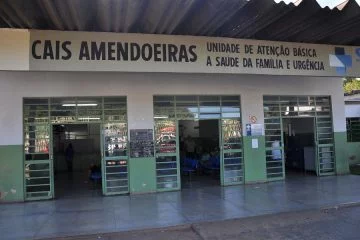 CAIS AMENDOEIRAS
UNIDADE DE ATENÇÃO BÁSICA
A SAÚDE DA FAMÍLIA E URGÊNCIA